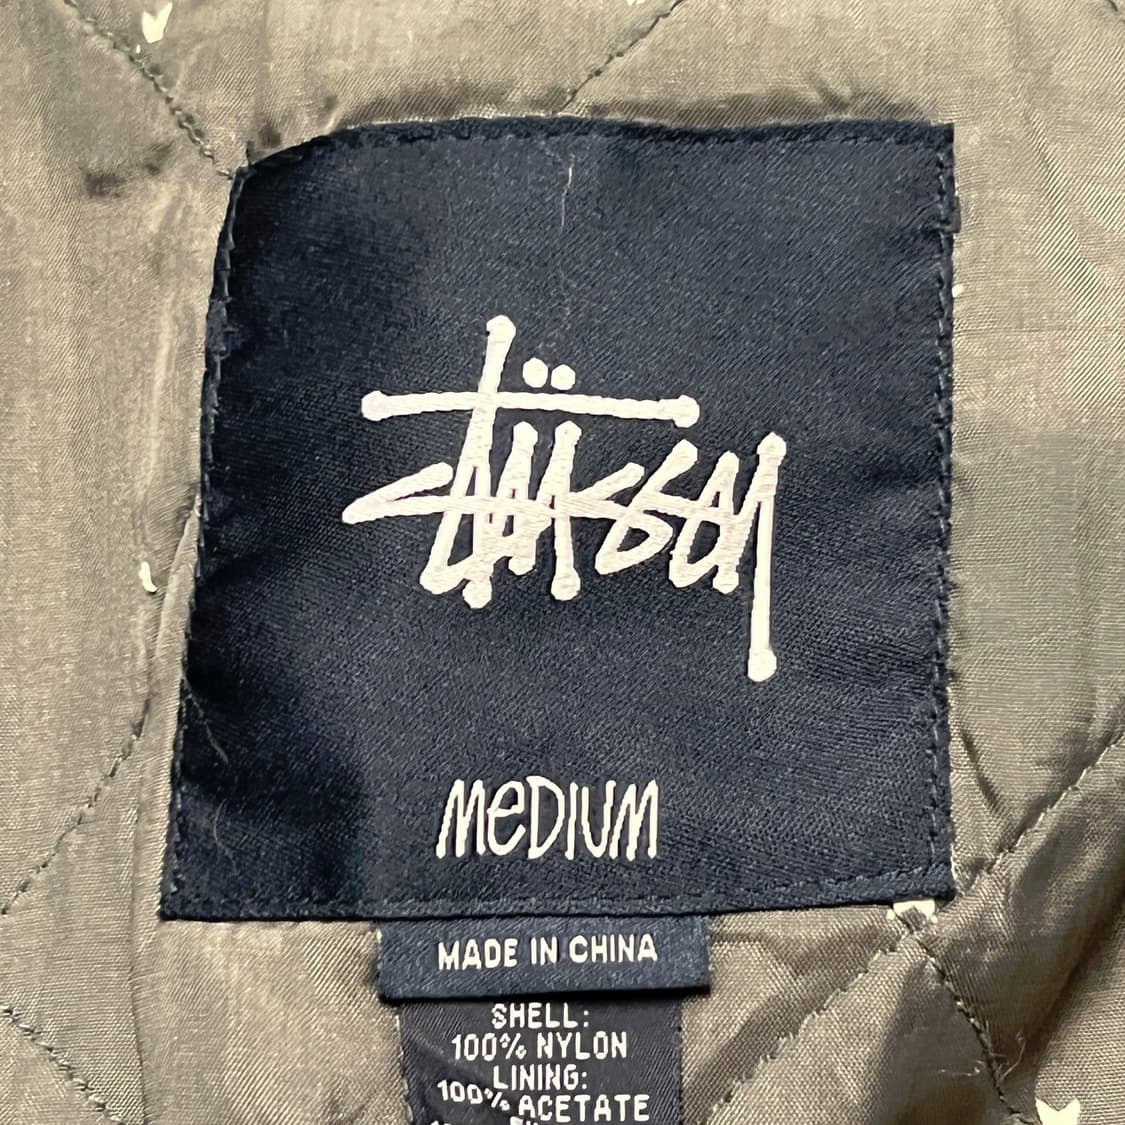 Stüssy
MEDIUM
MADE IN CHINA
SHELL:
100% NYLON
LINING:
100% ACETATE